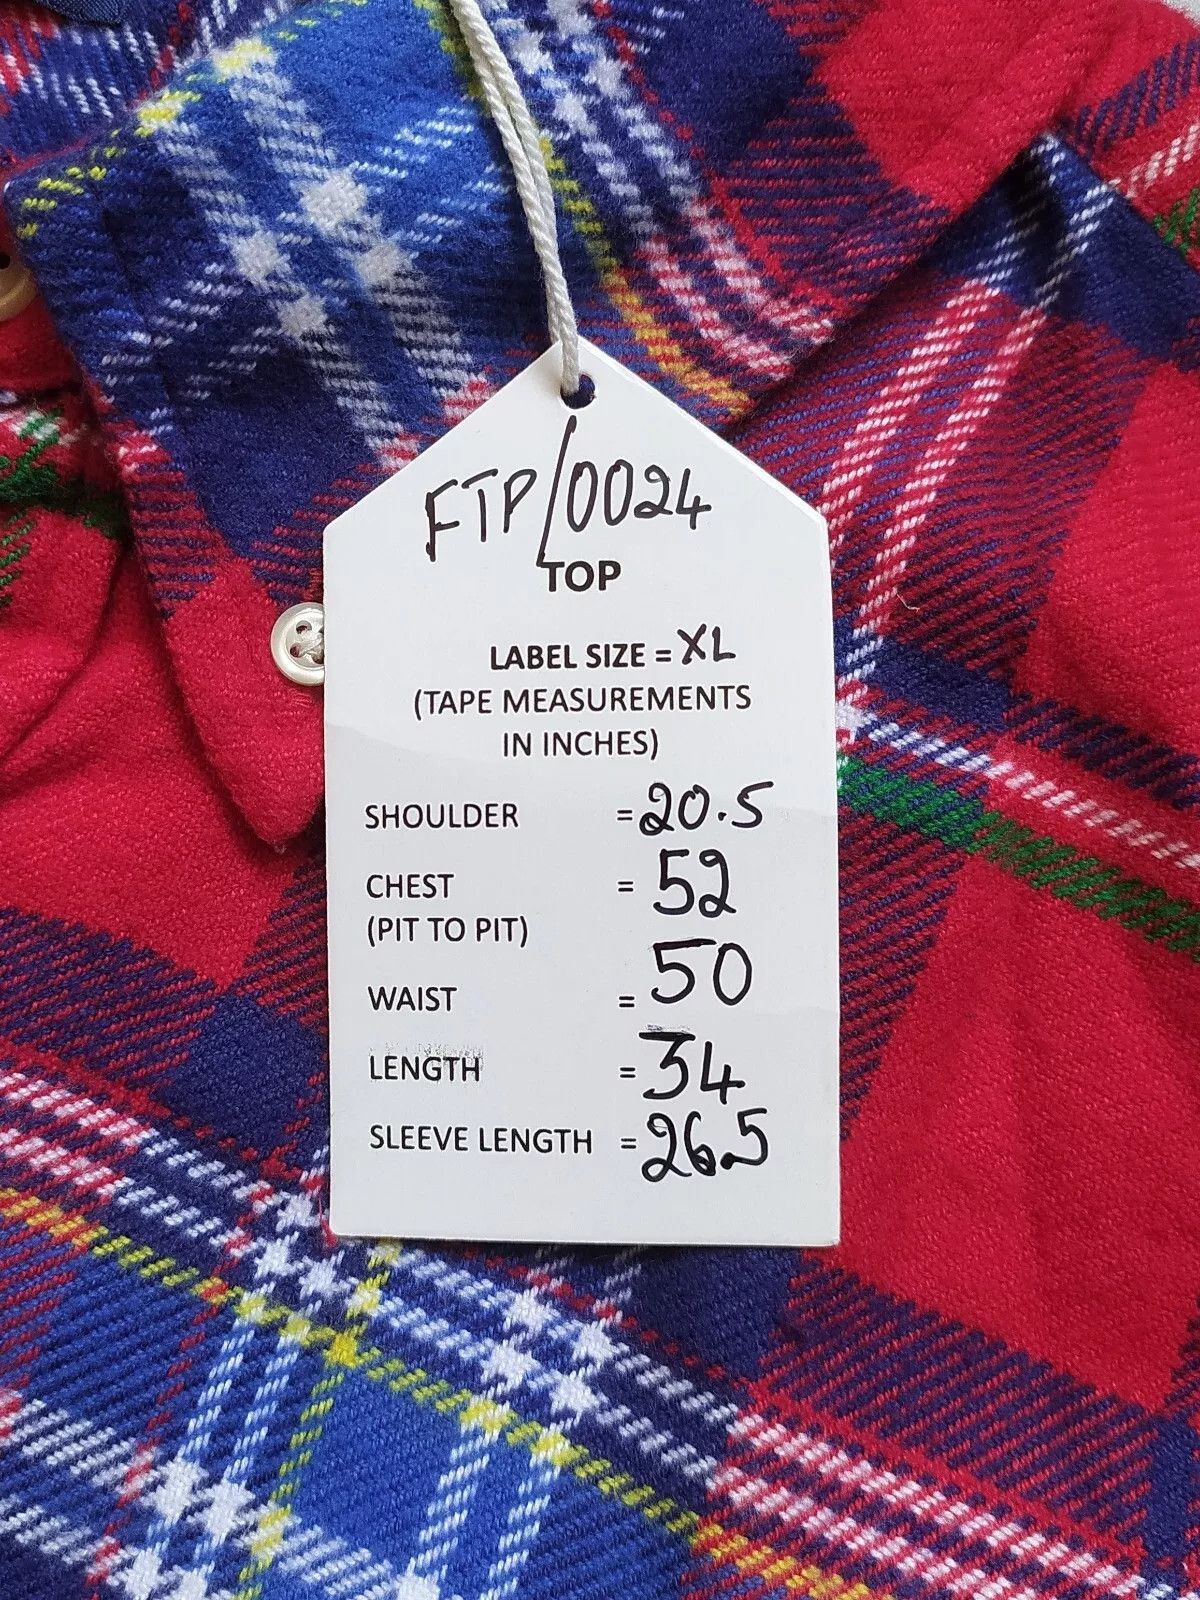 FTP/0024
TOP
LABEL SIZE = XL
(TAPE MEASUREMENTS
IN INCHES)
SHOULDER = 20.5
CHEST = 52
(PIT TO PIT)
WAIST = 50
LENGTH = 34
SLEEVE LENGTH = 26.5